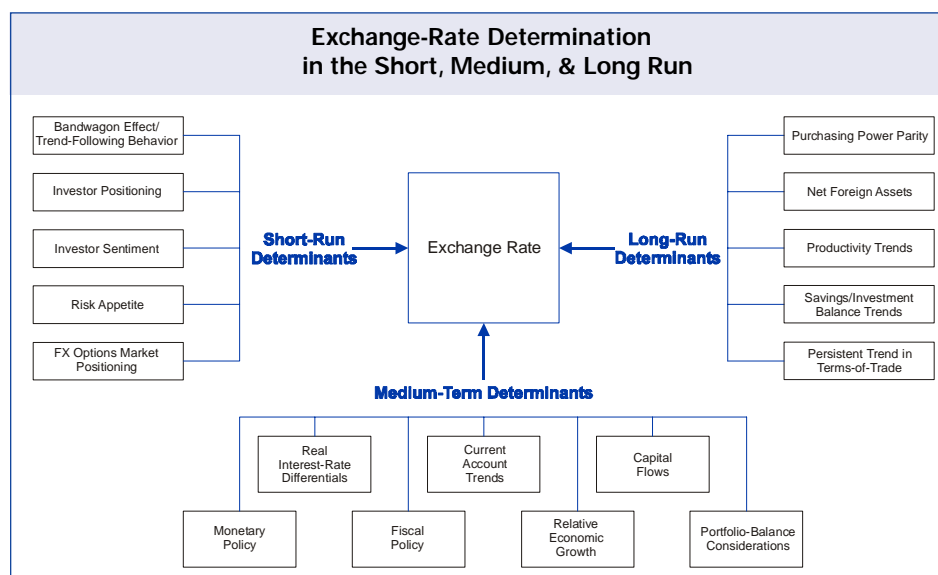 Exchange-Rate Determination
in the Short, Medium, & Long Run
Bandwagon Effect/
Trend-Following Behavior
Investor Positioning
Investor Sentiment
Risk Appetite
FX Options Market
Positioning
Short-Run
Determinants
Exchange Rate
Long-Run
Determinants
Purchasing Power Parity
Net Foreign Assets
Productivity Trends
Savings/Investment
Balance Trends
Persistent Trend in
Terms-of-Trade
Medium-Term Determinants
Real
Interest-Rate
Differentials
Current
Account
Trends
Capital
Flows
Monetary
Policy
Fiscal
Policy
Relative
Economic
Growth
Portfolio-Balance
Considerations